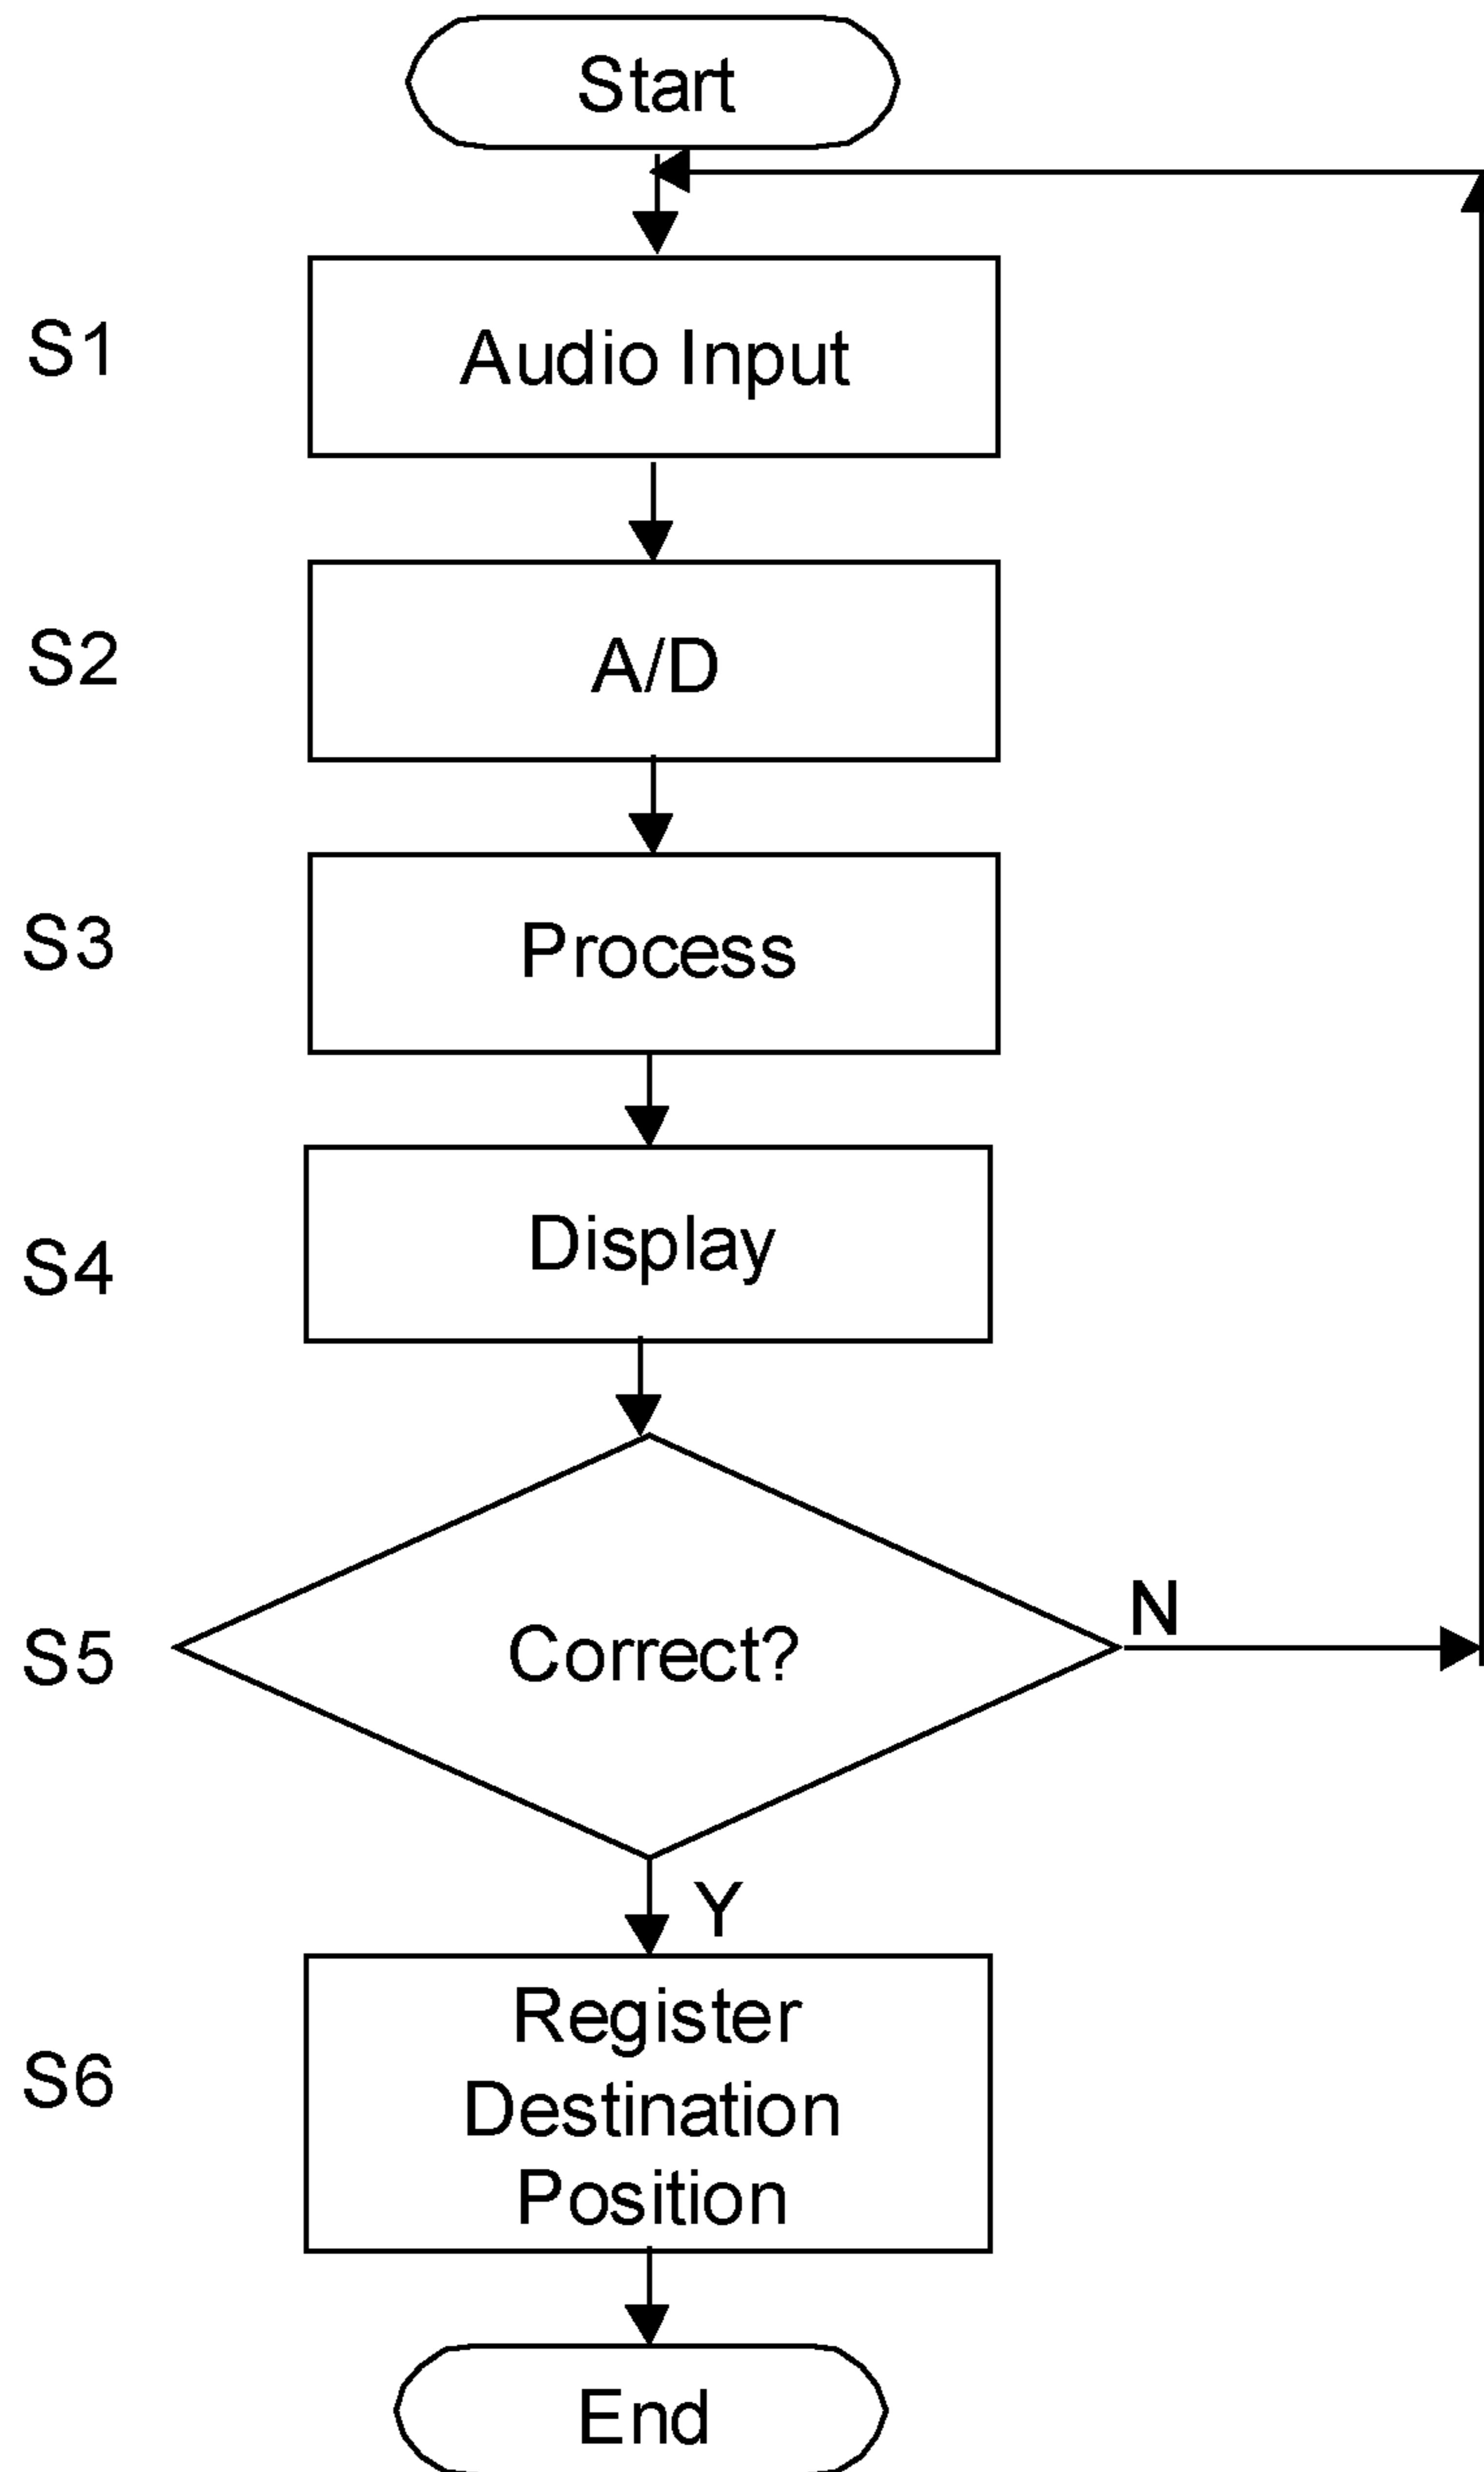 Start
S1
Audio Input
S2
A/D
S3
Process
S4
Display
S5
Correct?
N
Y
S6
Register
Destination
Position
End